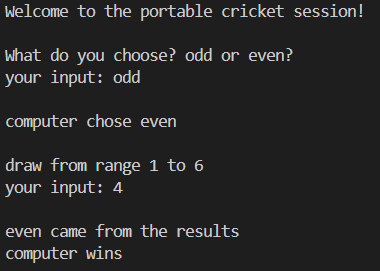 Welcome to the portable cricket session!
What do you choose? odd or even?
your input: odd
computer chose even
draw from range 1 to 6
your input: 4
even came from the results
computer wins